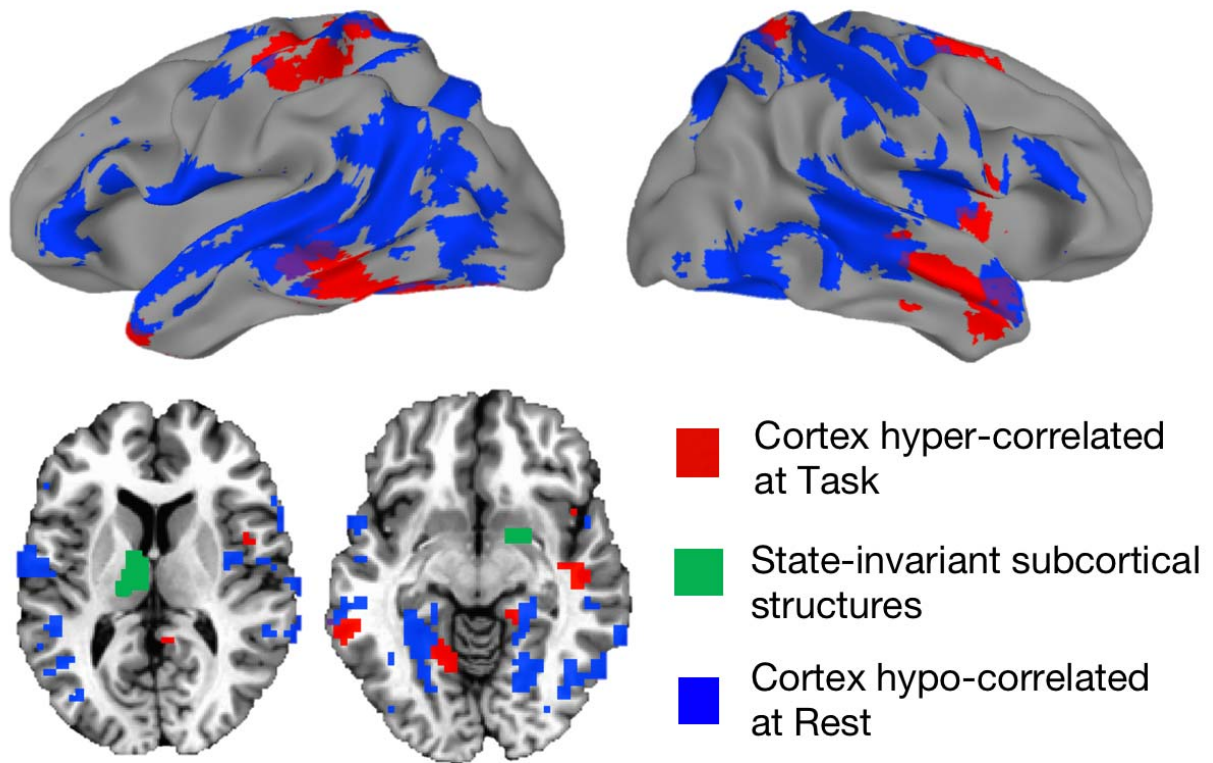 Cortex hyper-correlated
at Task
State-invariant subcortical
structures
Cortex hypo-correlated
at Rest